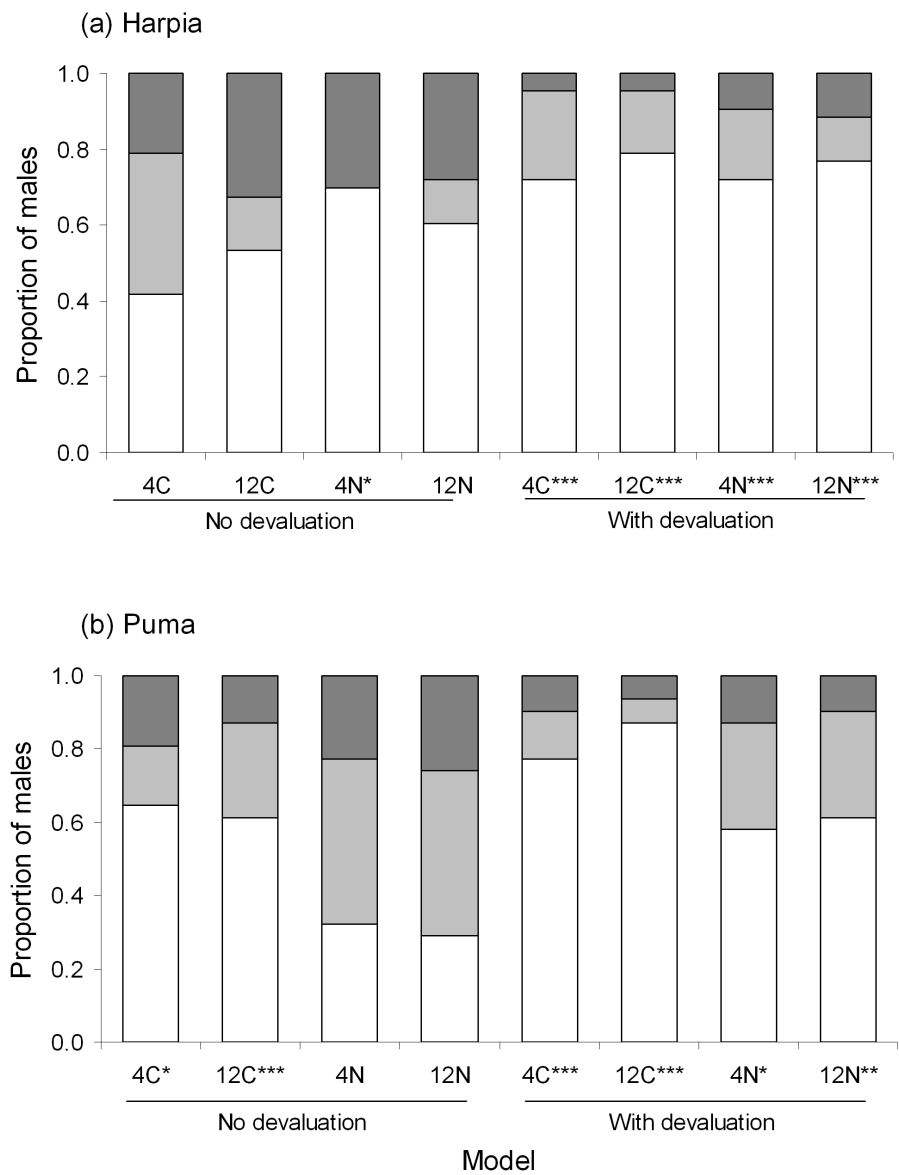 (a) Harpia
Proportion of males
1.0
0.8
0.6
0.4
0.2
0.0
4C 12C 4N* 12N 4C*** 12C*** 4N*** 12N***
No devaluation With devaluation
(b) Puma
Proportion of males
1.0
0.8
0.6
0.4
0.2
0.0
4C* 12C*** 4N 12N 4C*** 12C*** 4N* 12N**
No devaluation With devaluation
Model